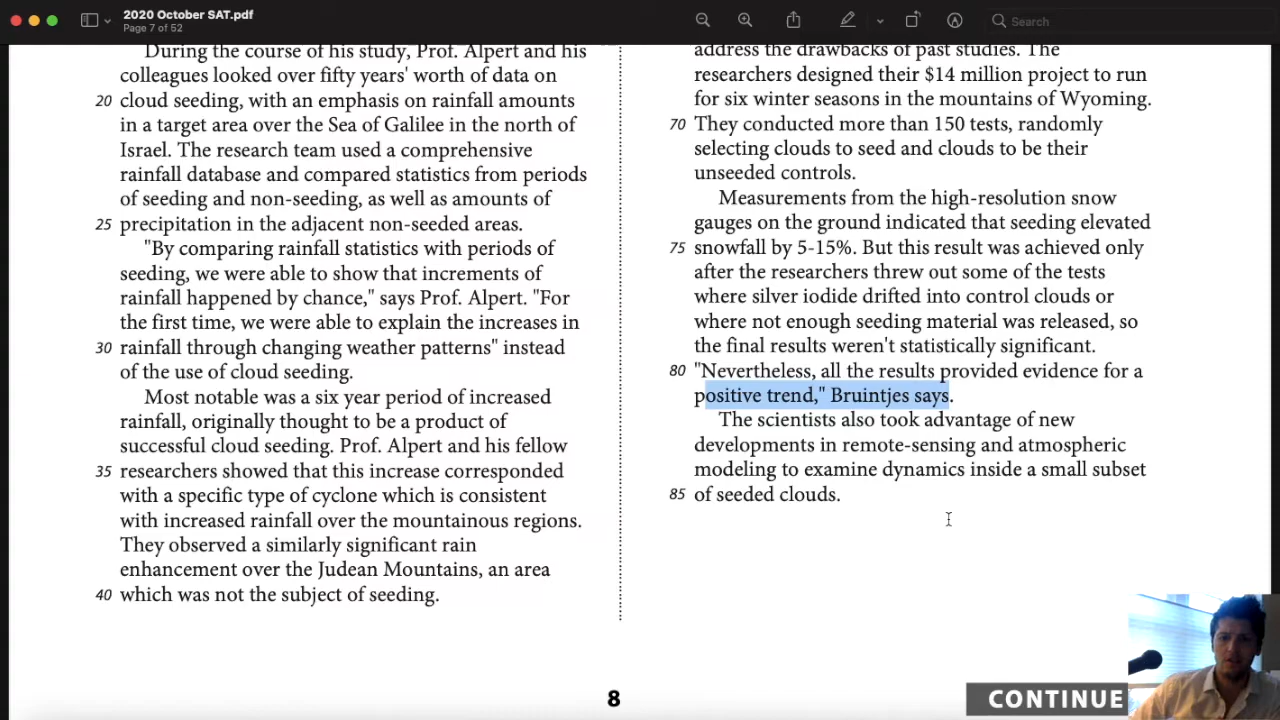 2020 October SAT.pdf
Page 7 of 52
Search
During the course of his study, Prof. Alpert and his
colleagues looked over fifty years' worth of data on
20 cloud seeding, with an emphasis on rainfall amounts
in a target area over the Sea of Galilee in the north of
Israel. The research team used a comprehensive
rainfall database and compared statistics from periods
of seeding and non-seeding, as well as amounts of
25 precipitation in the adjacent non-seeded areas.
"By comparing rainfall statistics with periods of
seeding, we were able to show that increments of
rainfall happened by chance," says Prof. Alpert. "For
the first time, we were able to explain the increases in
30 rainfall through changing weather patterns" instead
of the use of cloud seeding.
Most notable was a six year period of increased
rainfall, originally thought to be a product of
successful cloud seeding. Prof. Alpert and his fellow
35 researchers showed that this increase corresponded
with a specific type of cyclone which is consistent
with increased rainfall over the mountainous regions.
They observed a similarly significant rain
enhancement over the Judean Mountains, an area
40 which was not the subject of seeding.
address the drawbacks of past studies. The
researchers designed their $14 million project to run
for six winter seasons in the mountains of Wyoming.
70 They conducted more than 150 tests, randomly
selecting clouds to seed and clouds to be their
unseeded controls.
Measurements from the high-resolution snow
gauges on the ground indicated that seeding elevated
75 snowfall by 5-15%. But this result was achieved only
after the researchers threw out some of the tests
where silver iodide drifted into control clouds or
where not enough seeding material was released, so
the final results weren't statistically significant.
80 "Nevertheless, all the results provided evidence for a
positive trend," Bruintjes says.
The scientists also took advantage of new
developments in remote-sensing and atmospheric
modeling to examine dynamics inside a small subset
85 of seeded clouds.
8
CONTINUE